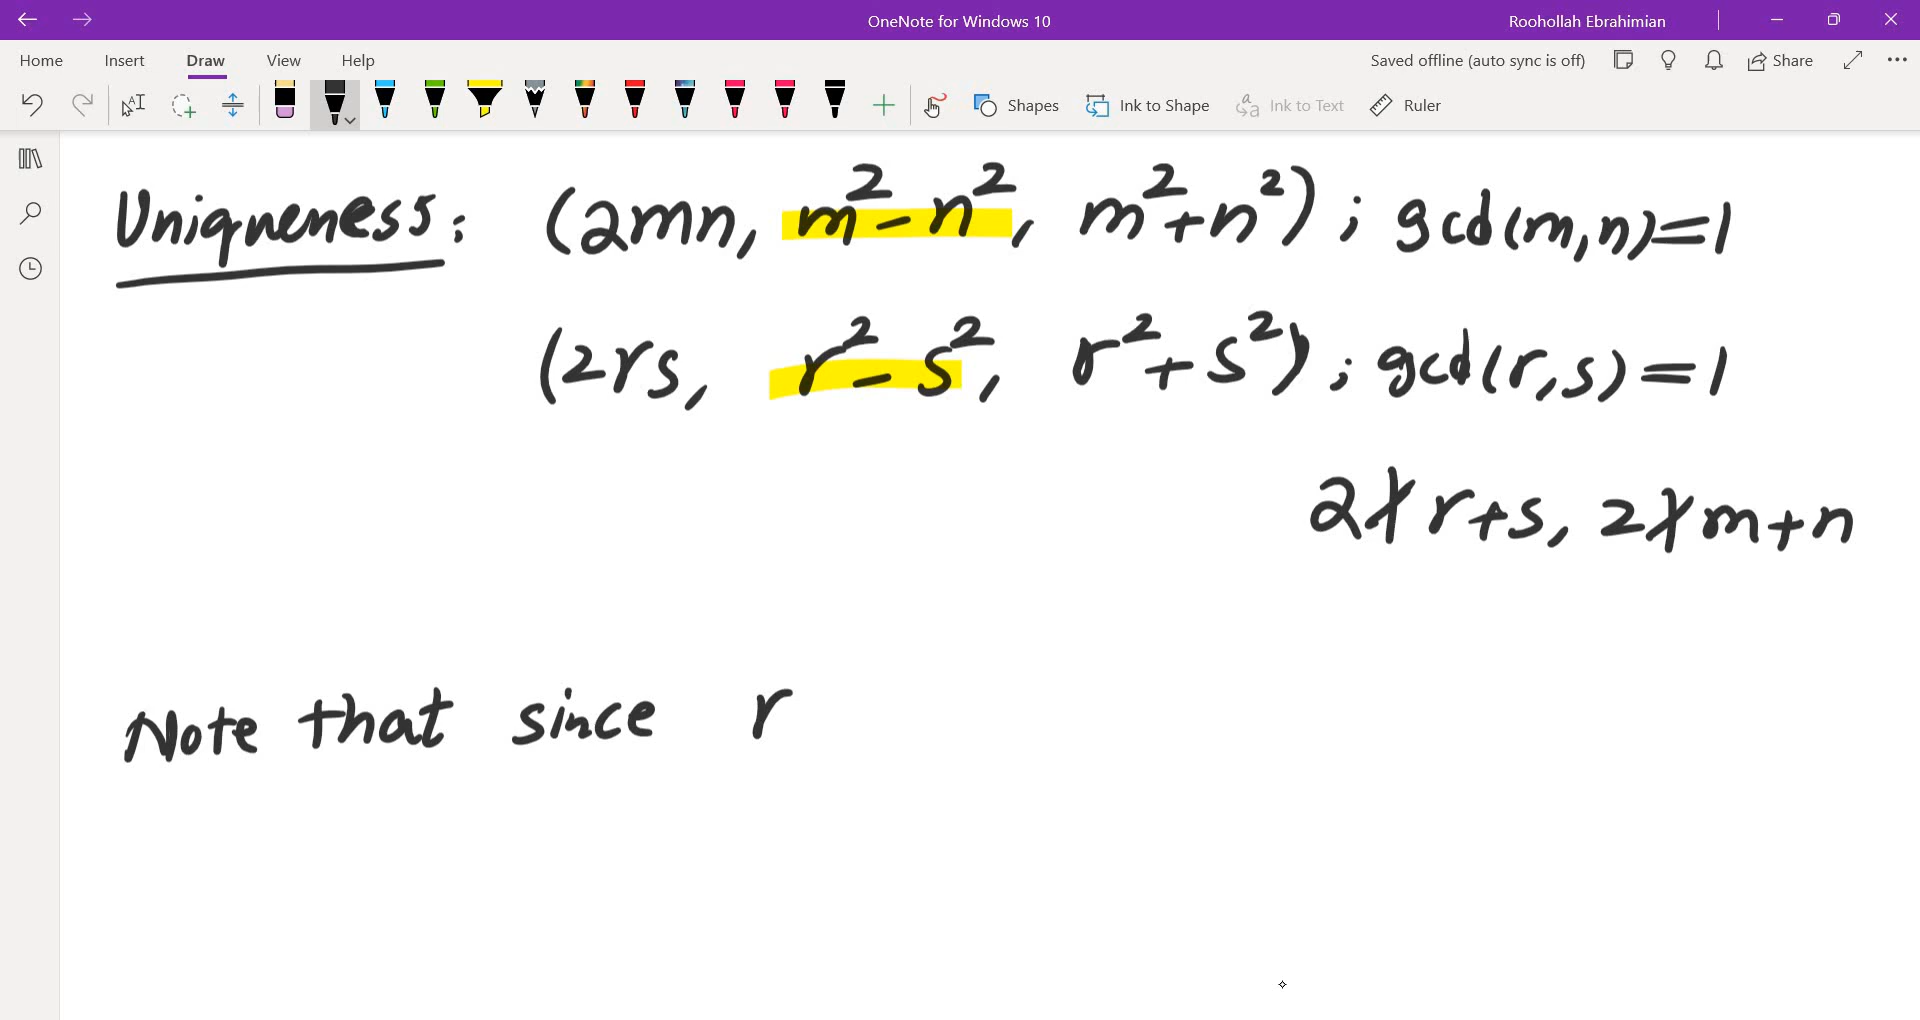 OneNote for Windows 10
Roohollah Ebrahimian
Home Insert Draw View Help
Saved offline (auto sync is off) Share
Shapes Ink to Shape Ink to Text Ruler
Uniqueness: (2mn, m²-n², m²+n²); gcd(m,n)=1
(2rs, r²-s², r²+s²); gcd(r,s)=1
2∤r+s, 2∤m+n
Note that since r